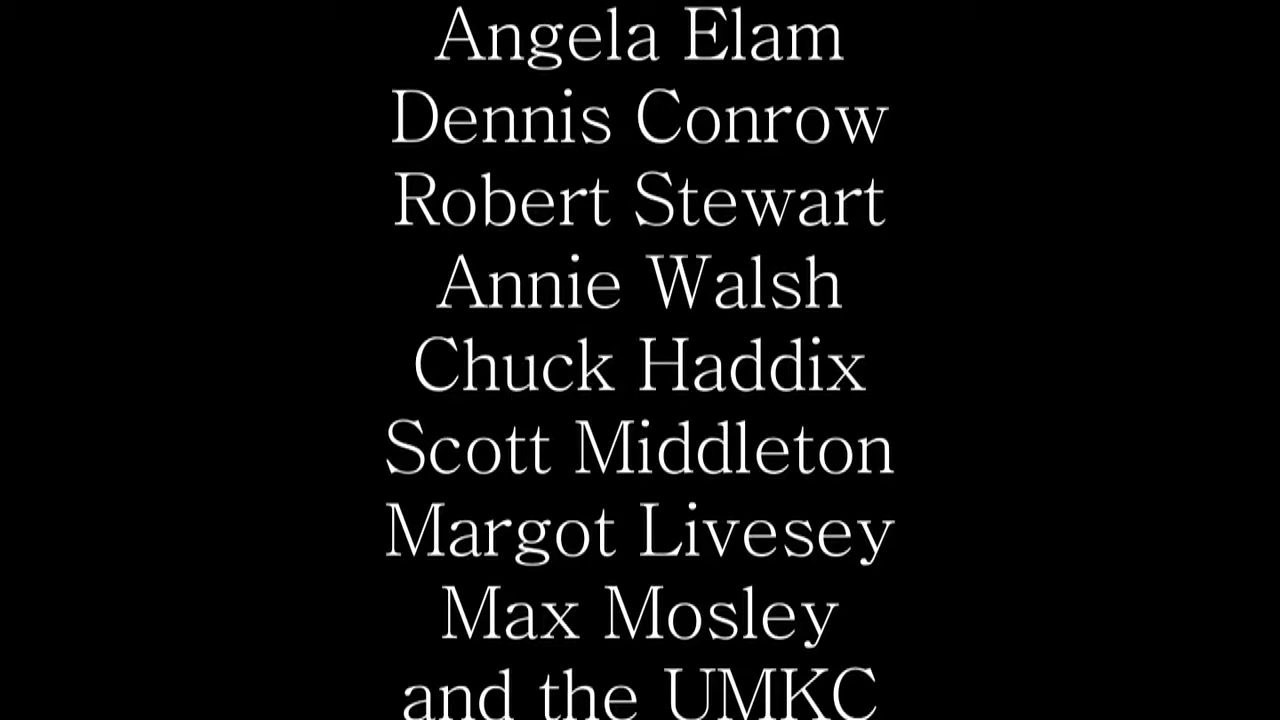 Angela Elam
Dennis Conrow
Robert Stewart
Annie Walsh
Chuck Haddix
Scott Middleton
Margot Livesey
Max Mosley
and the UMKC